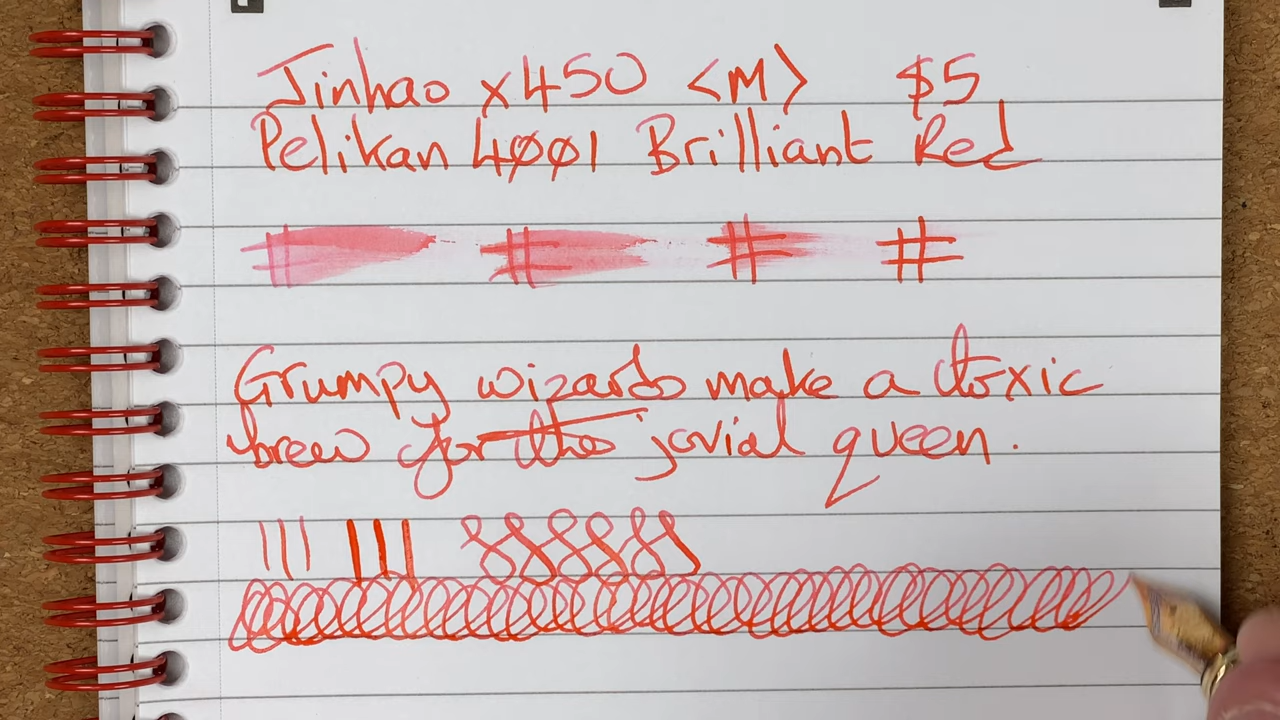 Jinhao x450 <M> $5
Pelikan 4001 Brilliant Red
# # # #
Grumpy wizards make a toxic
brew for the jovial queen.